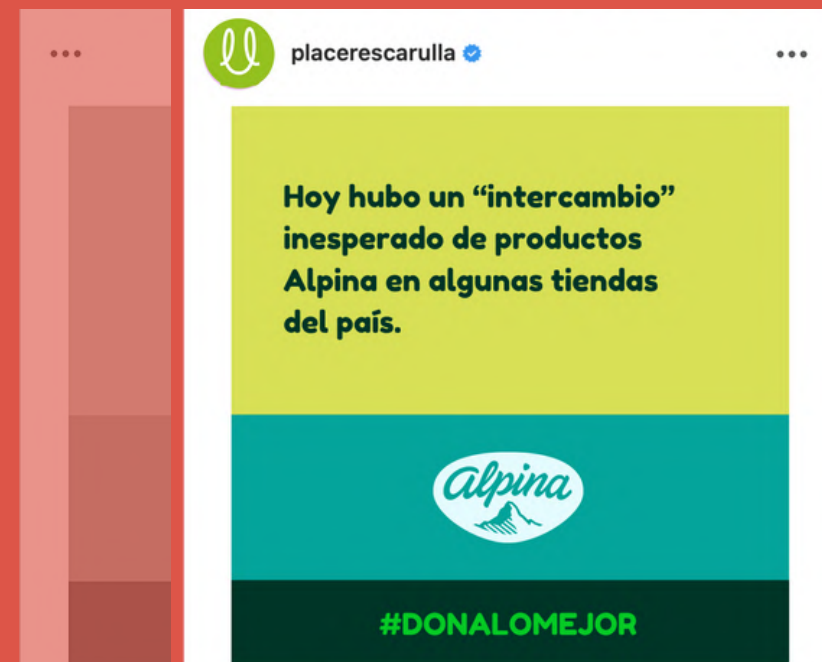 placerescarulla
Hoy hubo un “intercambio”
inesperado de productos
Alpina en algunas tiendas
del país.
alpina
#DONALOMEJOR